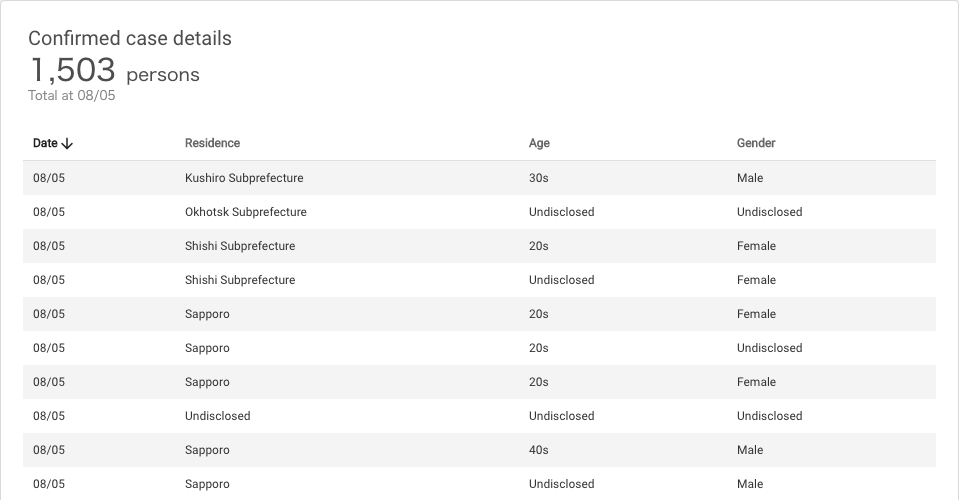 Confirmed case details
1,503 persons
Total at 08/05
Date Residence Age Gender
08/05 Kushiro Subprefecture 30s Male
08/05 Okhotsk Subprefecture Undisclosed Undisclosed
08/05 Shishi Subprefecture 20s Female
08/05 Shishi Subprefecture Undisclosed Female
08/05 Sapporo 20s Female
08/05 Sapporo 20s Undisclosed
08/05 Sapporo 20s Female
08/05 Undisclosed Undisclosed Undisclosed
08/05 Sapporo 40s Male
08/05 Sapporo Undisclosed Male